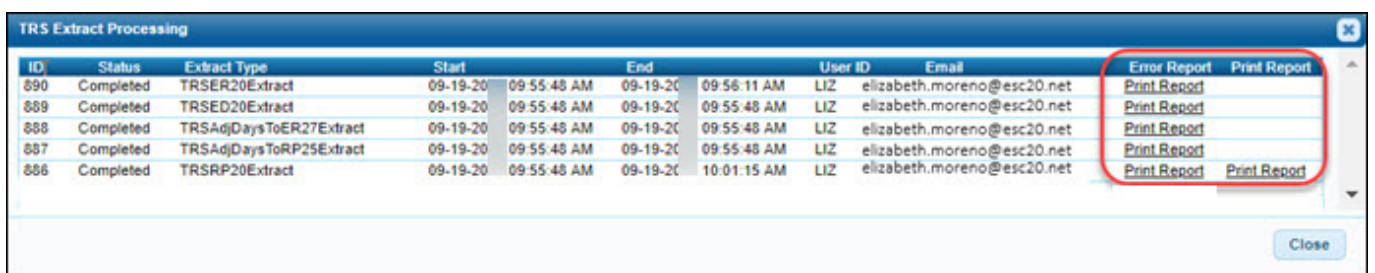 TRS Extract Processing
ID Status Extract Type Start End User ID Email Error Report Print Report
890 Completed TRSER20Extract 09-19-20 09:55:48 AM 09-19-20 09:56:11 AM LIZ elizabeth.moreno@esc20.net Print Report
889 Completed TRSED20Extract 09-19-20 09:55:48 AM 09-19-20 09:55:48 AM LIZ elizabeth.moreno@esc20.net Print Report
888 Completed TRSAdjDaysToER27Extract 09-19-20 09:55:48 AM 09-19-20 09:55:48 AM LIZ elizabeth.moreno@esc20.net Print Report
887 Completed TRSAdjDaysToRP25Extract 09-19-20 09:55:48 AM 09-19-20 09:55:48 AM LIZ elizabeth.moreno@esc20.net Print Report
886 Completed TRSRP20Extract 09-19-20 09:55:48 AM 09-19-20 10:01:15 AM LIZ elizabeth.moreno@esc20.net Print Report Print Report
Close